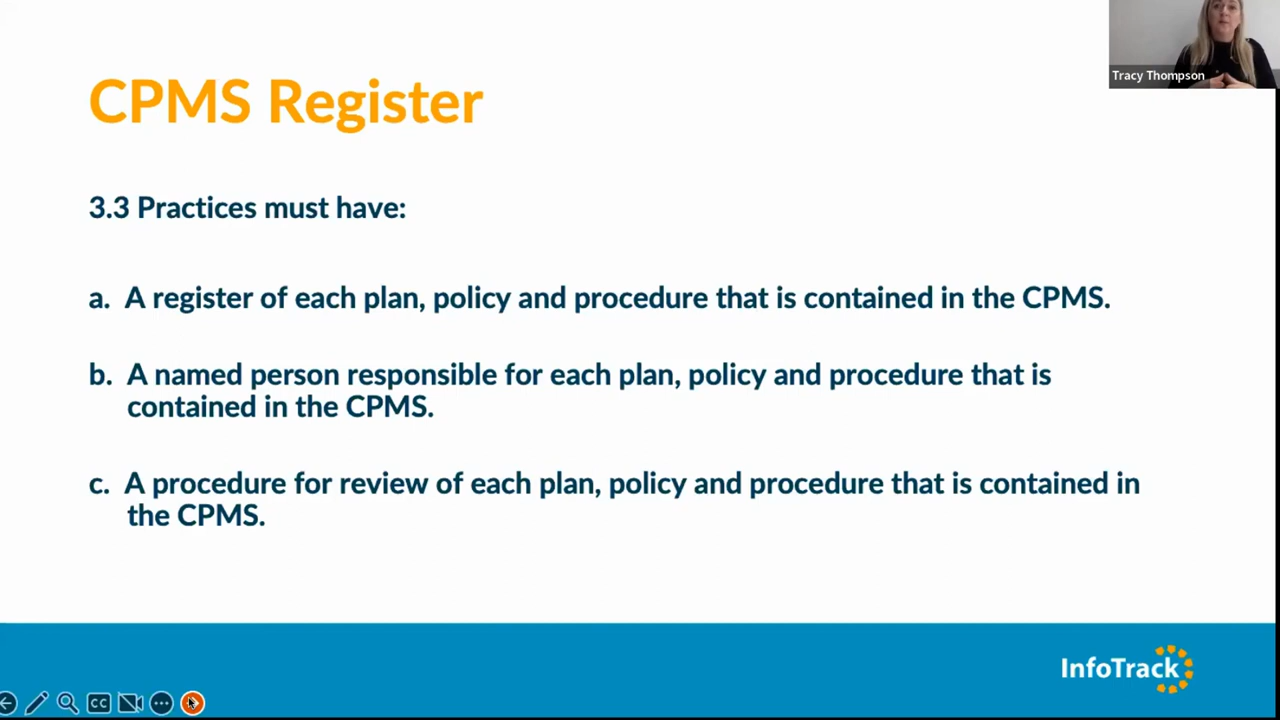 Tracy Thompson
CPMS Register
3.3 Practices must have:
a. A register of each plan, policy and procedure that is contained in the CPMS.
b. A named person responsible for each plan, policy and procedure that is
contained in the CPMS.
c. A procedure for review of each plan, policy and procedure that is contained in
the CPMS.
InfoTrack
CC